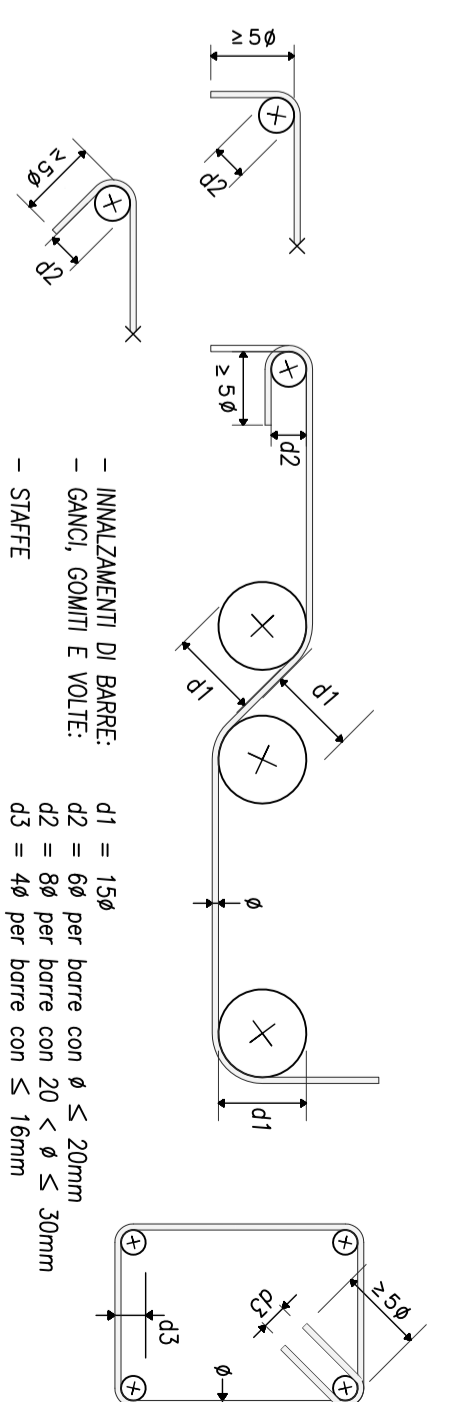 ≥5ø
d2
≥5ø
d2
≥ 5ø
d2
d1
d1
ø
d1
≥5ø
d3
d3
ø
- INNALZAMENTI DI BARRE: d1 = 15ø
- GANCI, GOMITI E VOLTE: d2 = 6ø per barre con ø ≤ 20mm
d2 = 8ø per barre con 20 < ø ≤ 30mm
- STAFFE d3 = 4ø per barre con ≤ 16mm